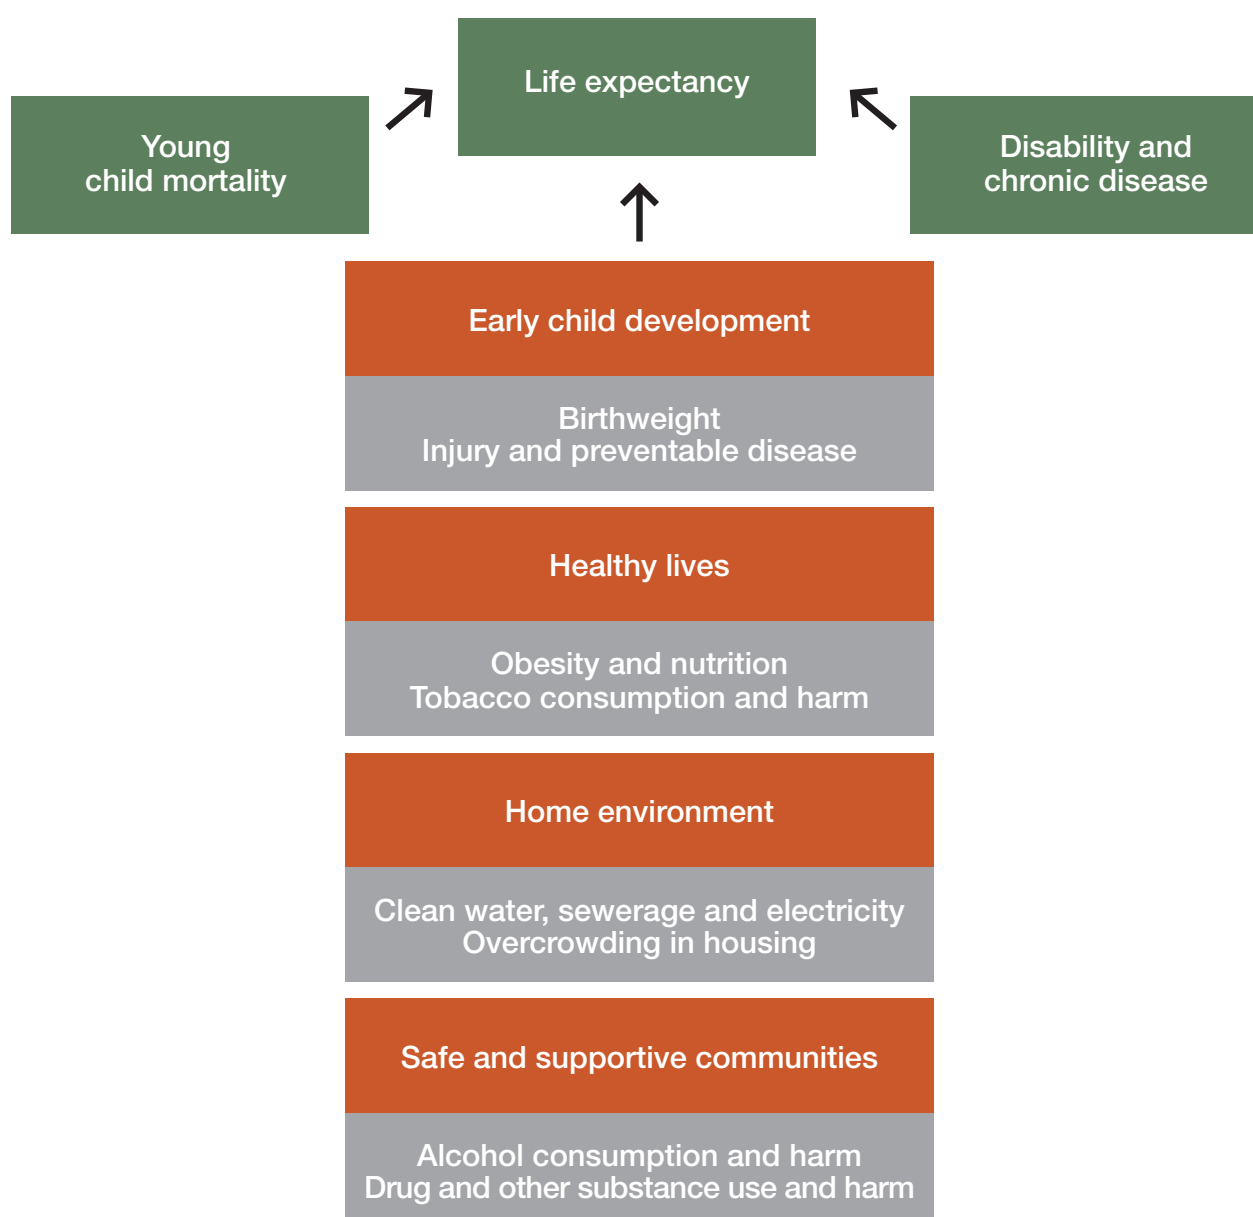 Life expectancy
Young
child mortality
Disability and
chronic disease
Early child development
Birthweight
Injury and preventable disease
Healthy lives
Obesity and nutrition
Tobacco consumption and harm
Home environment
Clean water, sewerage and electricity
Overcrowding in housing
Safe and supportive communities
Alcohol consumption and harm
Drug and other substance use and harm